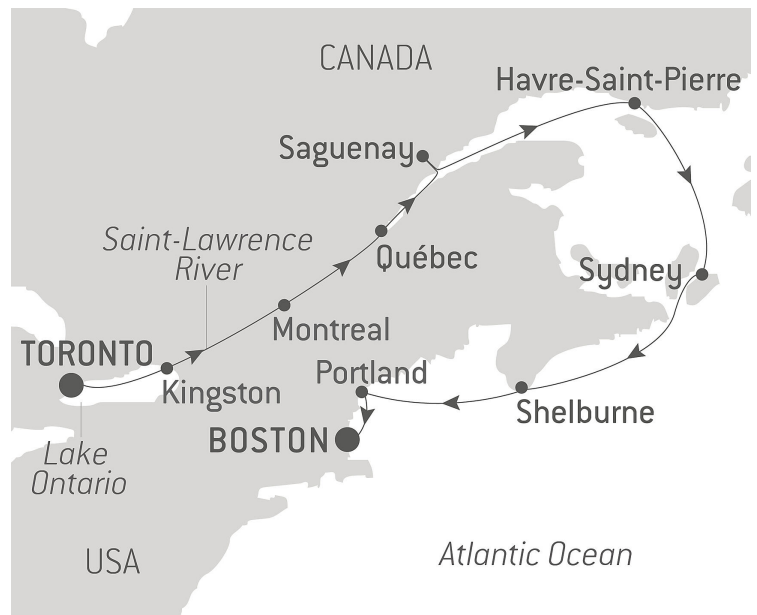 CANADA
Havre-Saint-Pierre
Saguenay
Saint-Lawrence
River
Québec
Sydney
Montreal
TORONTO
Kingston
Portland
Shelburne
BOSTON
Lake
Ontario
USA
Atlantic Ocean